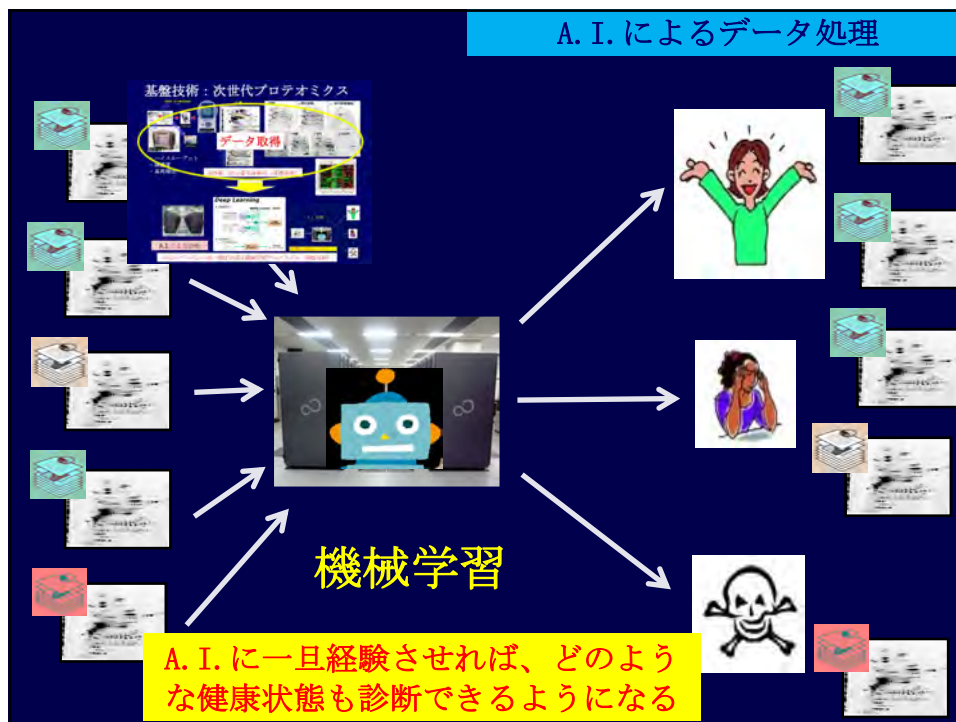 A.I.によるデータ処理
基盤技術：次世代プロテオミクス
データ取得
Deep Learning
機械学習
A.I.に一旦経験させれば、どのよう
な健康状態も診断できるようになる